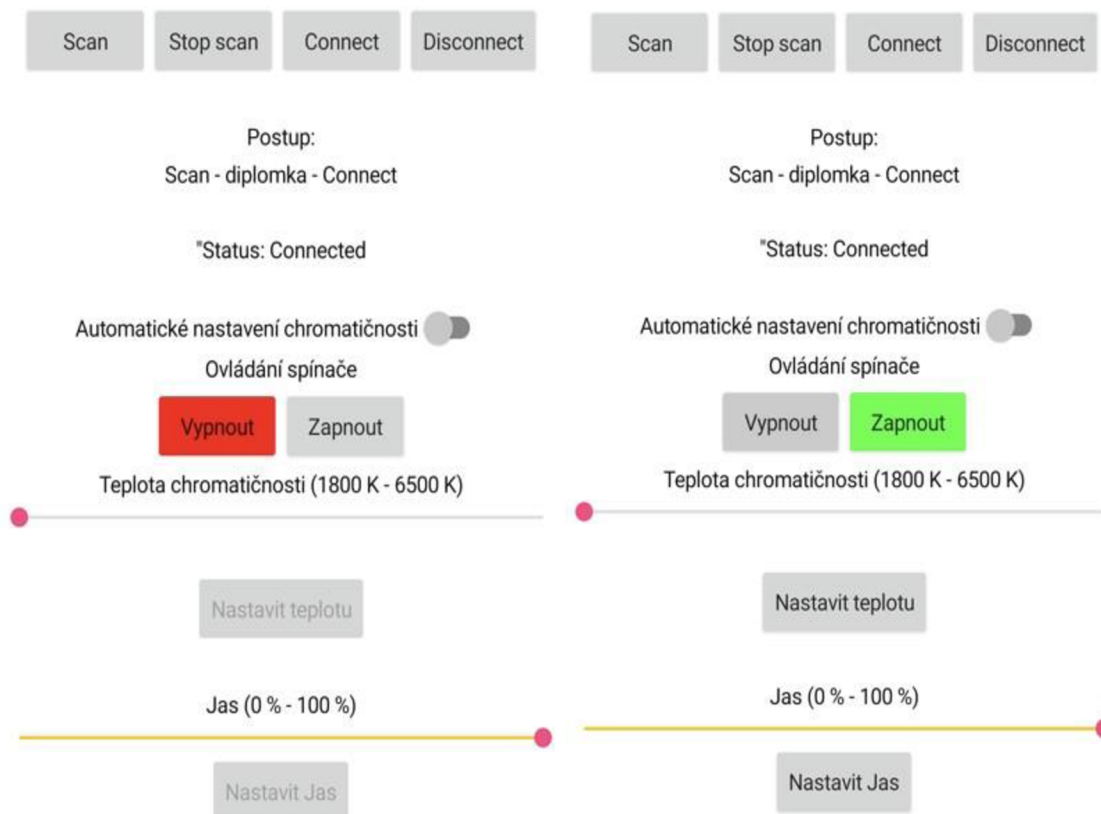 Scan Stop scan Connect Disconnect
Postup:
Scan - diplomka - Connect
"Status: Connected
Automatické nastavení chromatičnosti
Ovládání spínače
Vypnout Zapnout
Teplota chromatičnosti (1800 K - 6500 K)
Nastavit teplotu
Jas (0 % - 100 %)
Nastavit Jas
Scan Stop scan Connect Disconnect
Postup:
Scan - diplomka - Connect
"Status: Connected
Automatické nastavení chromatičnosti
Ovládání spínače
Vypnout Zapnout
Teplota chromatičnosti (1800 K - 6500 K)
Nastavit teplotu
Jas (0 % - 100 %)
Nastavit Jas